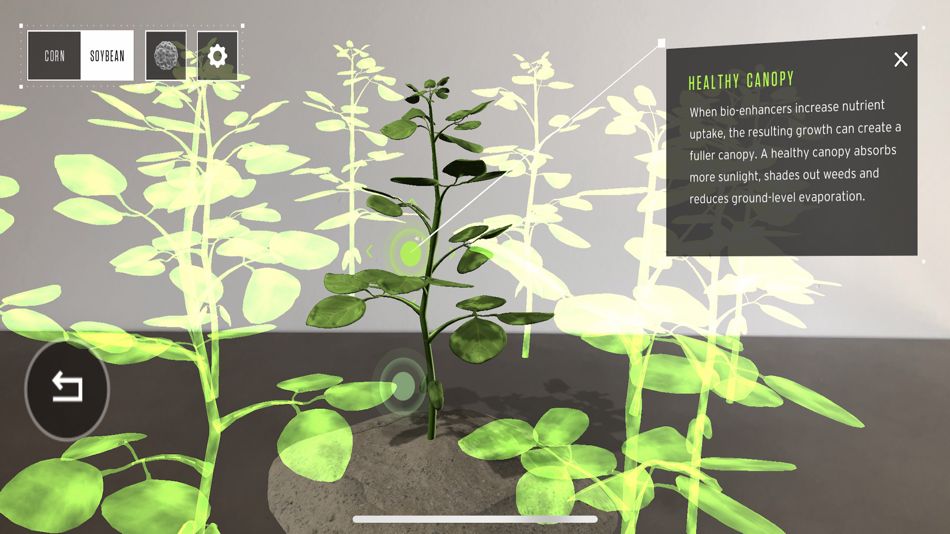 CORN
SOYBEAN
HEALTHY CANOPY
When bio-enhancers increase nutrient
uptake, the resulting growth can create a
fuller canopy. A healthy canopy absorbs
more sunlight, shades out weeds and
reduces ground-level evaporation.